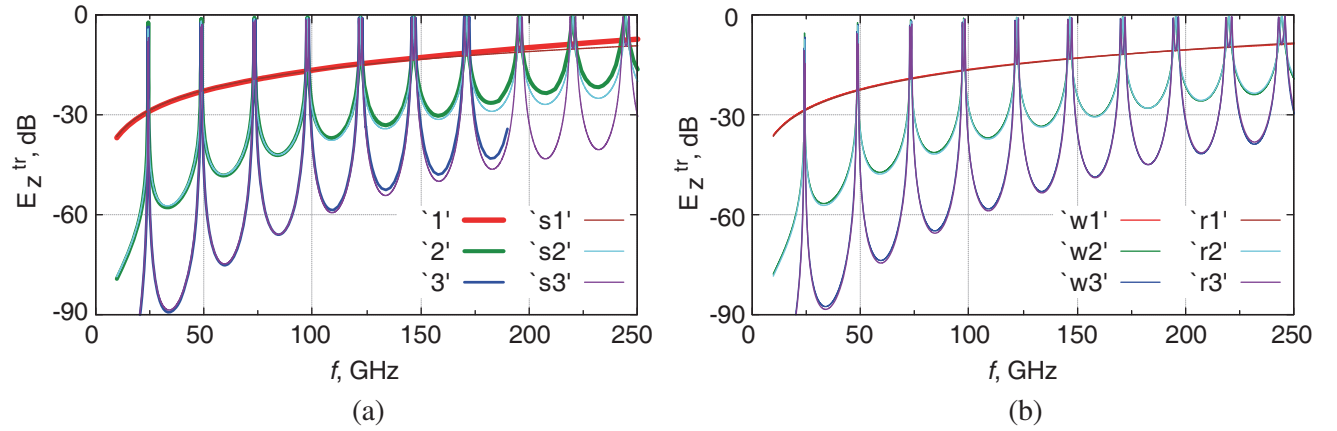 0
-30
-60
-90
E_z^tr, dB
`1' `s1'
`2' `s2'
`3' `s3'
0 50 100 150 200 250
f, GHz
(a)
0
-30
-60
-90
E_z^tr, dB
`w1' `r1'
`w2' `r2'
`w3' `r3'
0 50 100 150 200 250
f, GHz
(b)